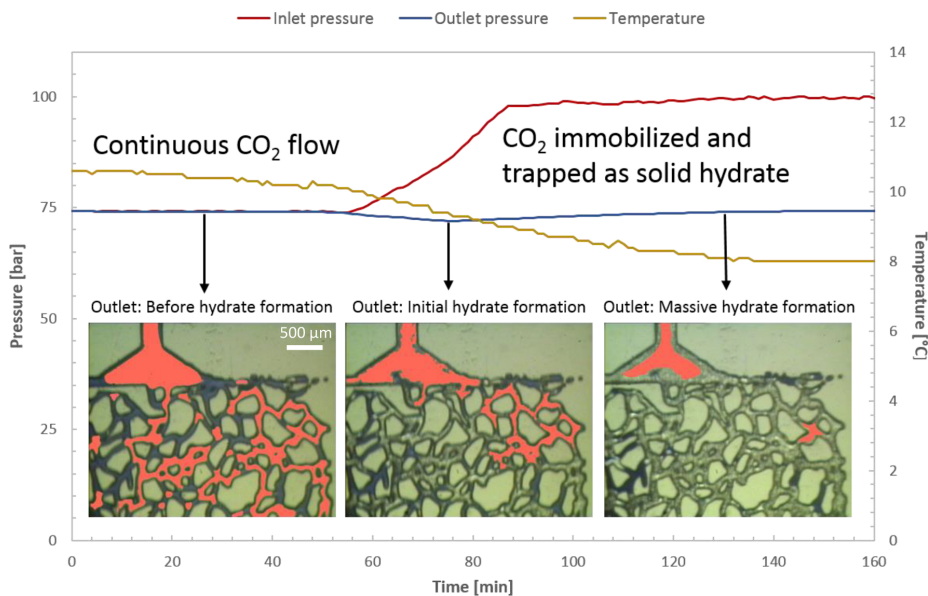 Inlet pressure Outlet pressure Temperature
Continuous CO₂ flow
CO₂ immobilized and
trapped as solid hydrate
Outlet: Before hydrate formation
Outlet: Initial hydrate formation
Outlet: Massive hydrate formation
500 µm
Pressure [bar]
100
75
50
25
0
Temperature [°C]
14
12
10
8
6
4
2
0
0 20 40 60 80 100 120 140 160
Time [min]